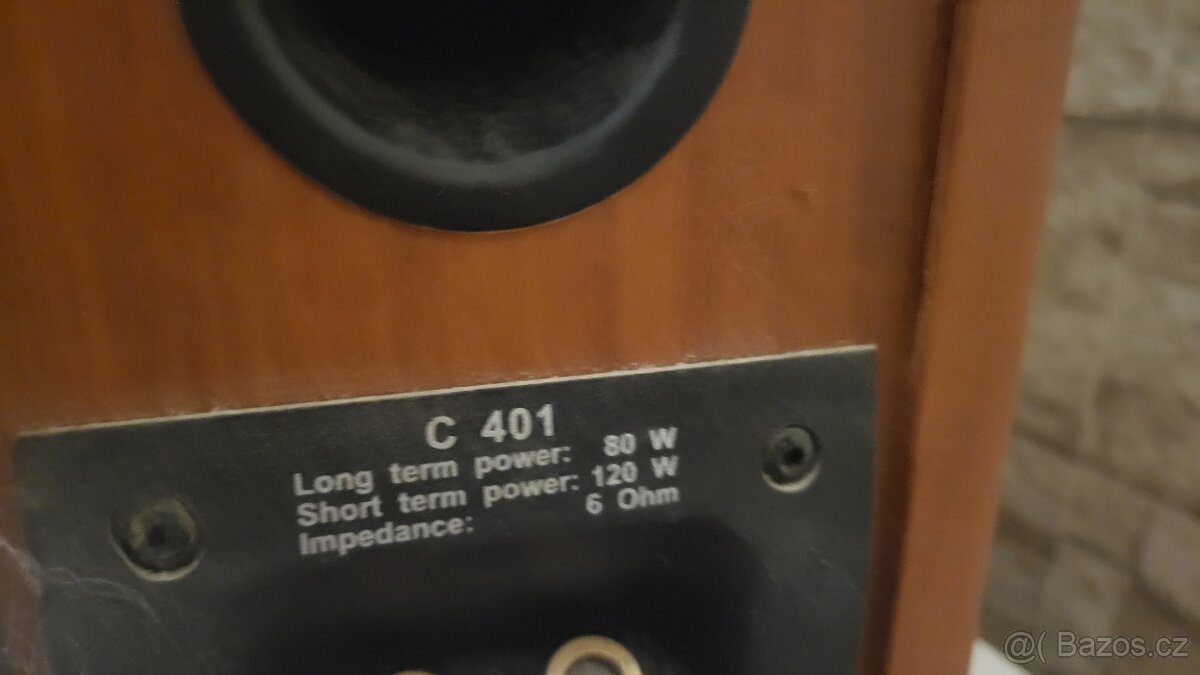 C 401
Long term power: 80 W
Short term power: 120 W
Impedance: 6 Ohm
@( Bazos.cz